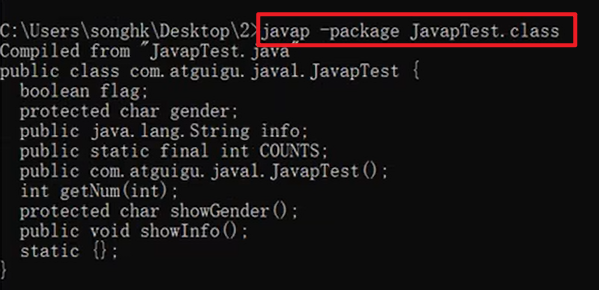 C:\Users\songhk\Desktop\2>javap -package JavapTest.class
Compiled from "JavapTest.java"
public class com.atguigu.java1.JavapTest {
  boolean flag;
  protected char gender;
  public java.lang.String info;
  public static final int COUNTS;
  public com.atguigu.java1.JavapTest();
  int getNum(int);
  protected char showGender();
  public void showInfo();
  static {};
}